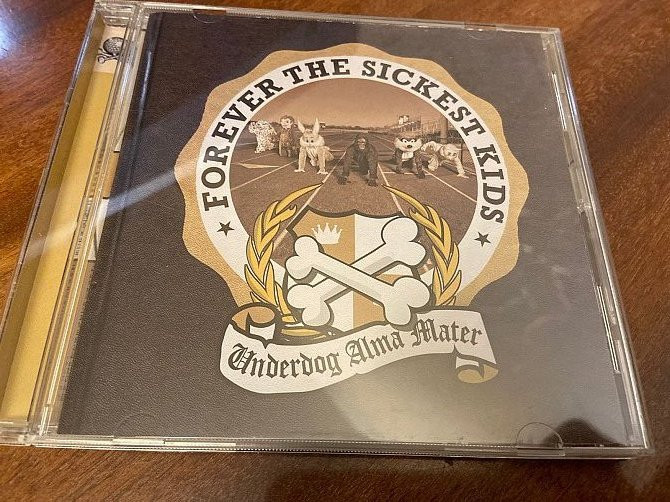 FOREVER THE SICKEST KIDS
Underdog Alma Mater